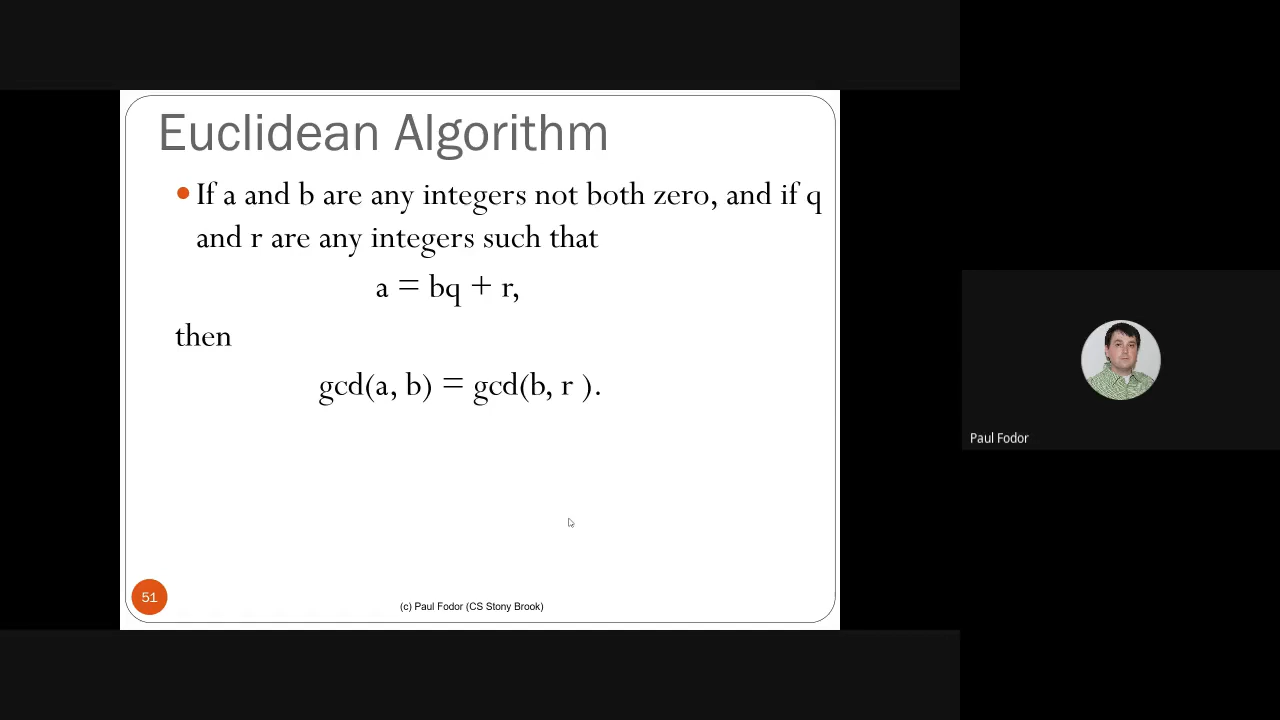 Euclidean Algorithm
If a and b are any integers not both zero, and if q
and r are any integers such that
a = bq + r,
then
gcd(a, b) = gcd(b, r ).
51
(c) Paul Fodor (CS Stony Brook)
Paul Fodor